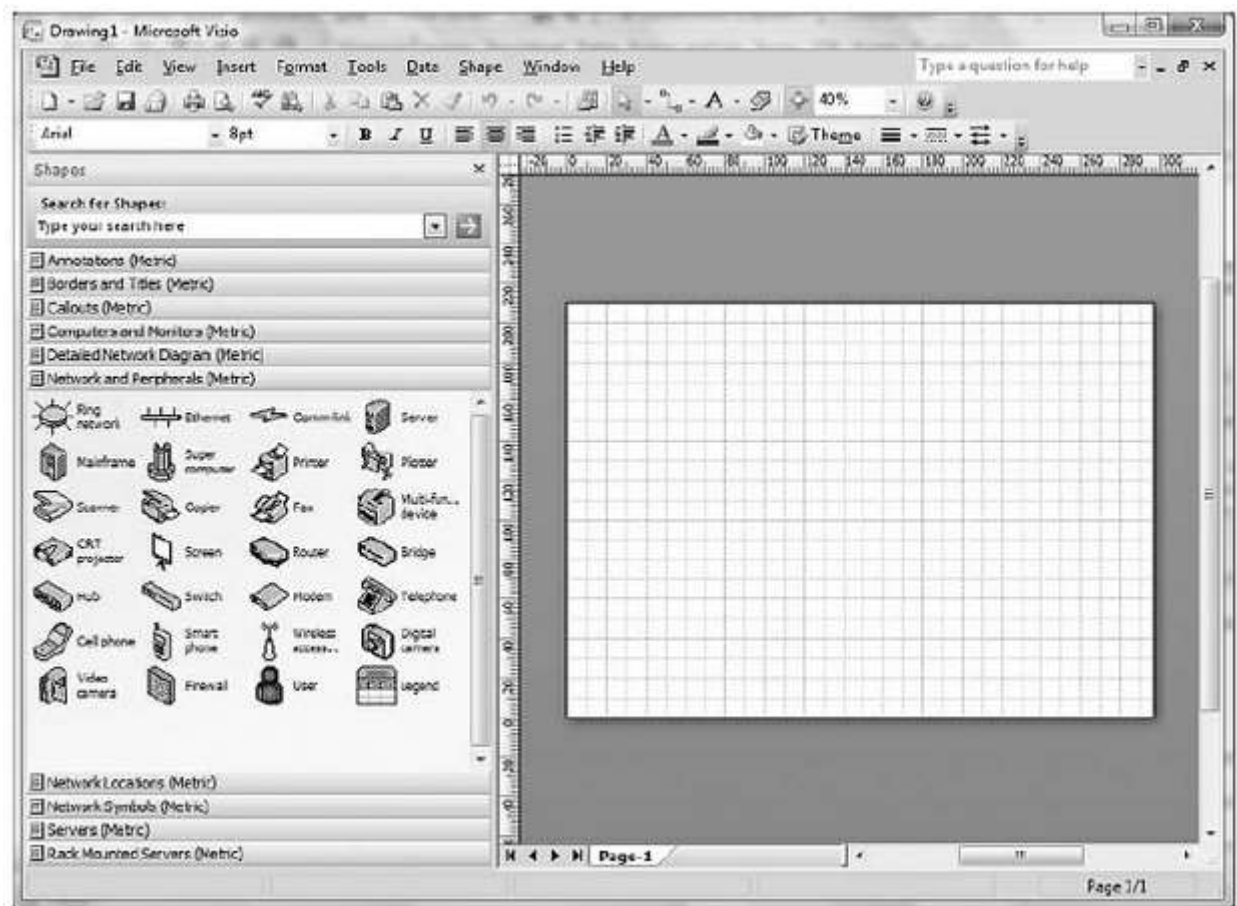 Drawing1 - Microsoft Visio
File Edit View Insert Format Tools Data Shape Window Help
Type a question for help
40%
Arial 8pt B I U A Theme
Shapes
Search for Shapes:
Type your search here
Annotations (Metric)
Borders and Titles (Metric)
Callouts (Metric)
Computers and Monitors (Metric)
Detailed Network Diagram (Metric)
Network and Peripherals (Metric)
Ring network Ethernet Comm-link Server
Mainframe Super computer Printer Plotter
Scanner Copier Fax Multi-fun... device
CRT projector Screen Router Bridge
Hub Switch Modem Telephone
Cell phone Smart phone Wireless access... Digital camera
Video camera Firewall User Legend
Network Locations (Metric)
Network Symbols (Metric)
Servers (Metric)
Rack Mounted Servers (Metric)
Page-1
Page 1/1